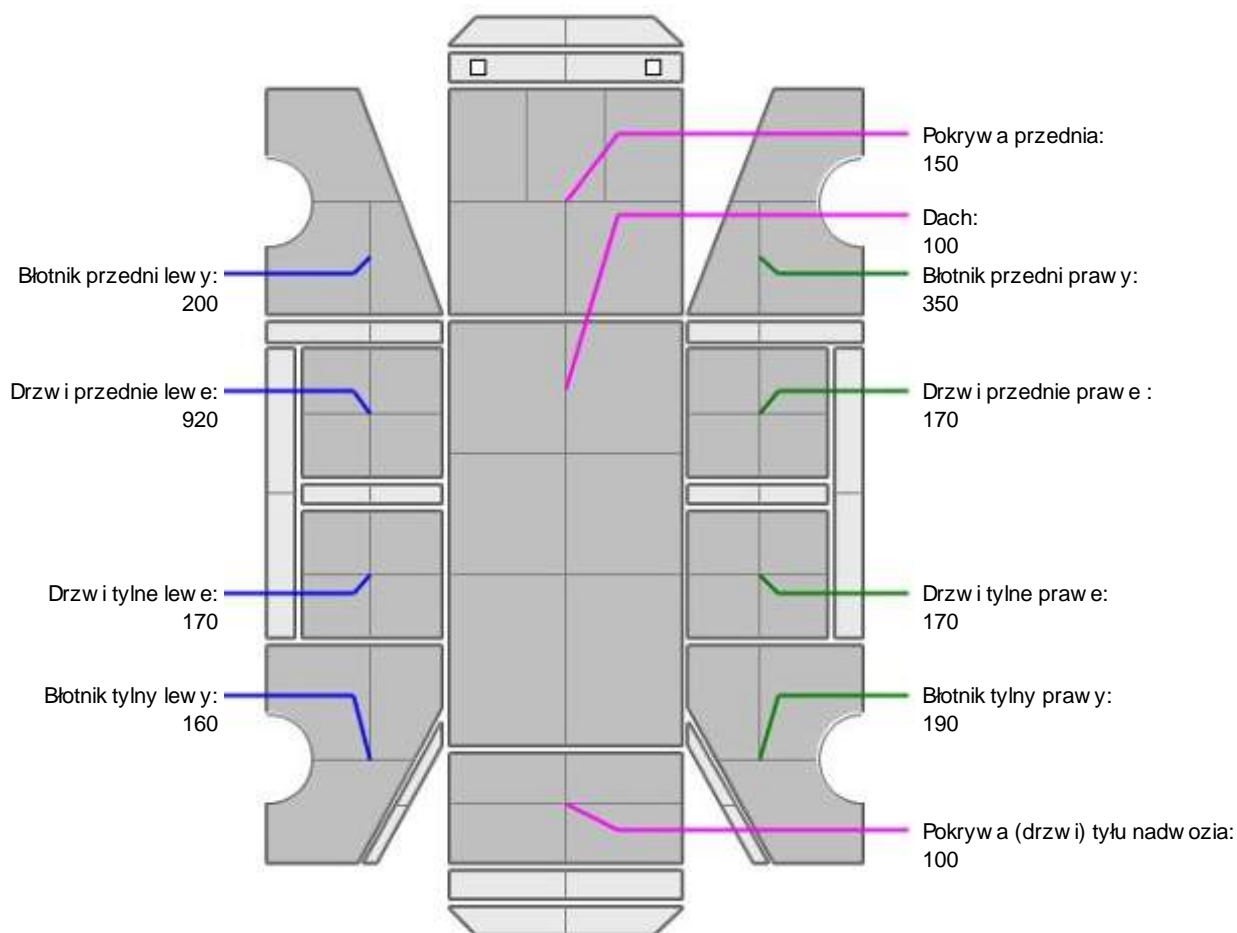 Pokrywa przednia:
150
Dach:
100
Błotnik przedni lewy:
200
Błotnik przedni prawy:
350
Drzwi przednie lewe:
920
Drzwi przednie prawe :
170
Drzwi tylne lewe:
170
Drzwi tylne prawe:
170
Błotnik tylny lewy:
160
Błotnik tylny prawy:
190
Pokrywa (drzwi) tyłu nadwozia:
100